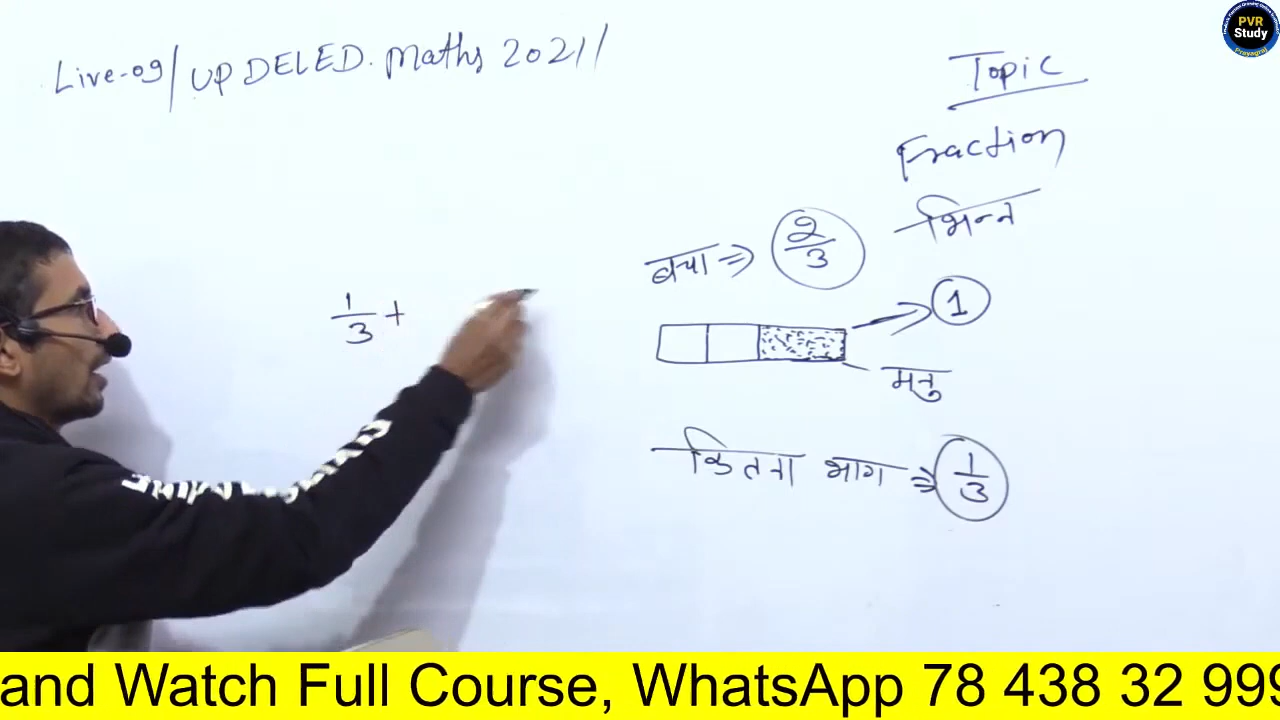 Live-09/ UP DELED. Maths 2021/
Topic
Fraction
भिन्न
बचा ⇒ 2/3
1
मनु
1/3 +
कितना भाग ⇒ 1/3
PVR
Study
Prayagraj
and Watch Full Course, WhatsApp 78 438 32 999